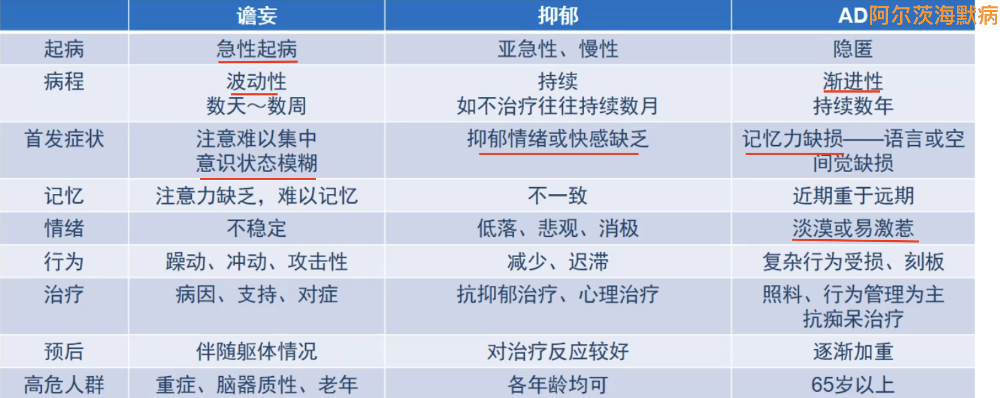 谵妄 抑郁 AD阿尔茨海默病
起病 急性起病 亚急性、慢性 隐匿
病程 波动性 持续 渐进性
数天～数周 如不治疗往往持续数月 持续数年
首发症状 注意难以集中 抑郁情绪或快感缺乏 记忆力缺损——语言或空
意识状态模糊 间觉缺损
记忆 注意力缺乏，难以记忆 不一致 近期重于远期
情绪 不稳定 低落、悲观、消极 淡漠或易激惹
行为 躁动、冲动、攻击性 减少、迟滞 复杂行为受损、刻板
治疗 病因、支持、对症 抗抑郁治疗、心理治疗 照料、行为管理为主
抗痴呆治疗
预后 伴随躯体情况 对治疗反应较好 逐渐加重
高危人群 重症、脑器质性、老年 各年龄均可 65岁以上